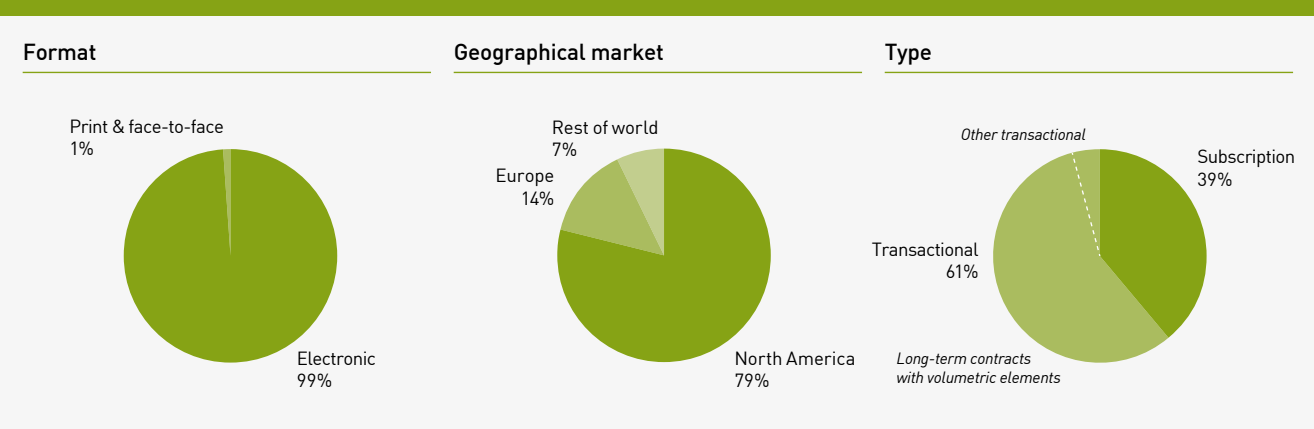 Format
Print & face-to-face
1%
Electronic
99%
Geographical market
Rest of world
7%
Europe
14%
North America
79%
Type
Other transactional
Subscription
39%
Transactional
61%
Long-term contracts
with volumetric elements